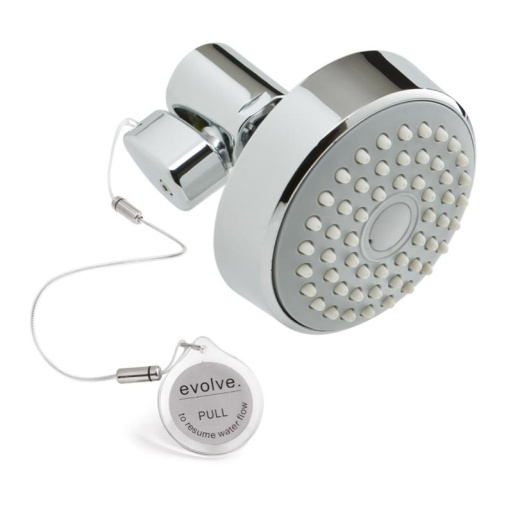 evolve.
PULL
to resume water flow